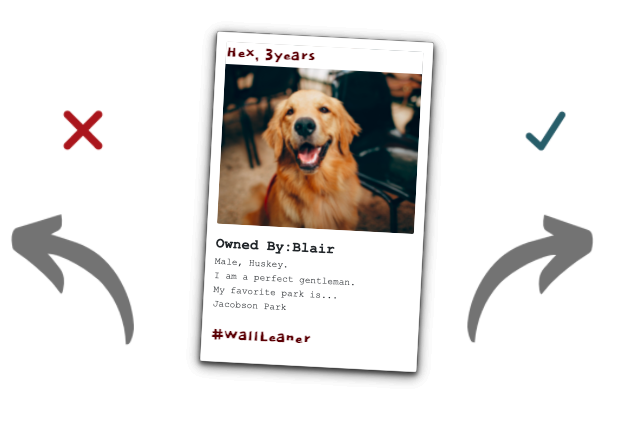 Hex, 3years
Owned By:Blair
Male, Huskey.
I am a perfect gentleman.
My favorite park is...
Jacobson Park
#WallLeaner